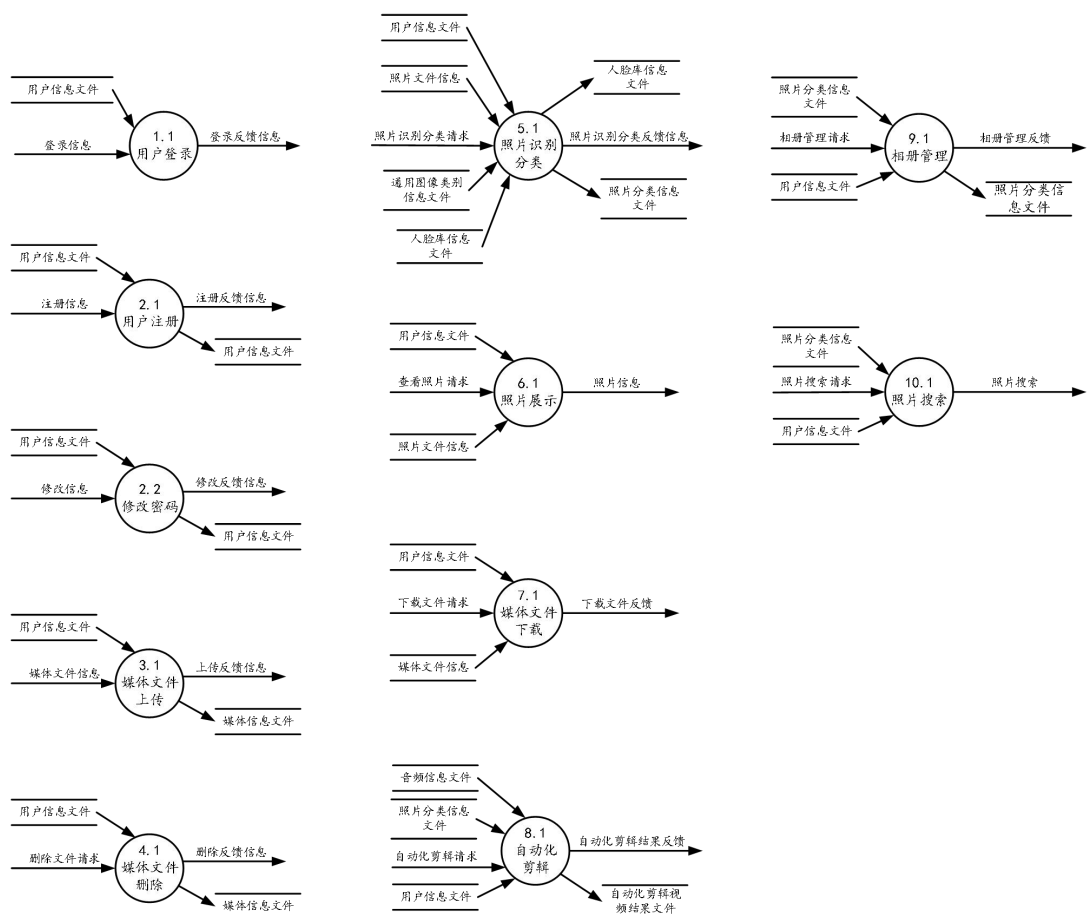 用户信息文件
登录信息
1.1
用户登录
登录反馈信息
用户信息文件
注册信息
2.1
用户注册
注册反馈信息
用户信息文件
用户信息文件
修改信息
2.2
修改密码
修改反馈信息
用户信息文件
用户信息文件
媒体文件信息
3.1
媒体文件
上传
上传反馈信息
媒体信息文件
用户信息文件
删除文件请求
4.1
媒体文件
删除
删除反馈信息
媒体信息文件
用户信息文件
照片文件信息
照片识别分类请求
通用图像类别
信息文件
人脸库信息
文件
5.1
照片识别
分类
人脸库信息
文件
照片识别分类反馈信息
照片分类信息
文件
用户信息文件
查看照片请求
照片文件信息
6.1
照片展示
照片信息
用户信息文件
下载文件请求
媒体文件信息
7.1
媒体文件
下载
下载文件反馈
音频信息文件
照片分类信息
文件
自动化剪辑请求
用户信息文件
8.1
自动化
剪辑
自动化剪辑结果反馈
自动化剪辑视
频结果文件
照片分类信息
文件
相册管理请求
用户信息文件
9.1
相册管理
相册管理反馈
照片分类信
息文件
照片分类信息
文件
照片搜索请求
用户信息文件
10.1
照片搜索
照片搜索